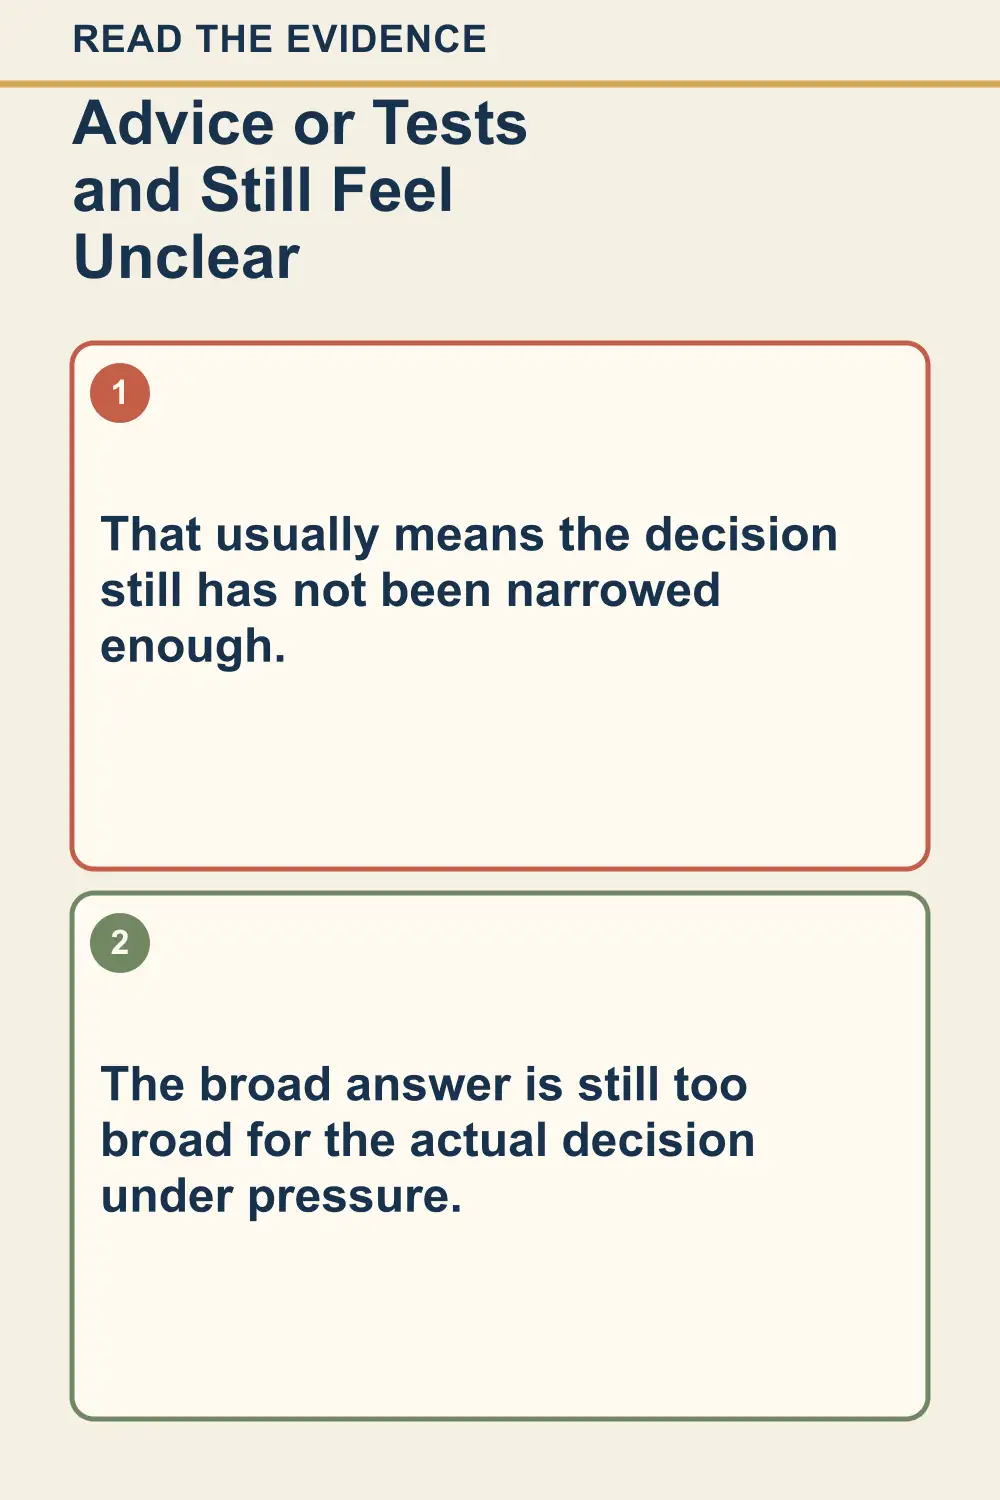 READ THE EVIDENCE
Advice or Tests
and Still Feel
Unclear
1
That usually means the decision
still has not been narrowed
enough.
2
The broad answer is still too
broad for the actual decision
under pressure.